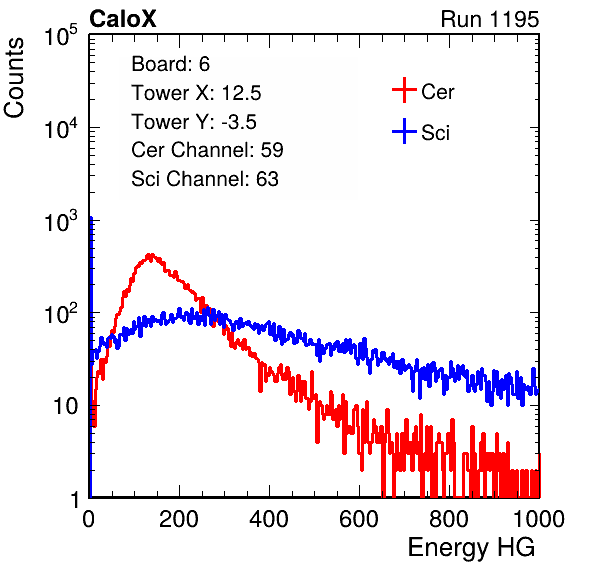 CaloX Run 1195
Counts
10^5
10^4
10^3
10^2
10
1
Board: 6
Tower X: 12.5
Tower Y: -3.5
Cer Channel: 59
Sci Channel: 63
Cer
Sci
0 200 400 600 800 1000
Energy HG